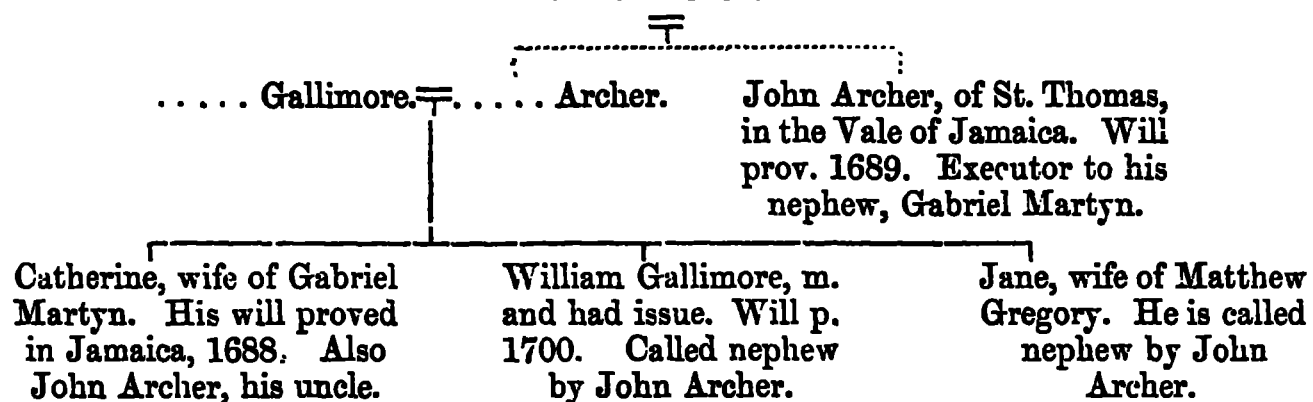 ..... Gallimore.=..... Archer.
John Archer, of St. Thomas,
in the Vale of Jamaica. Will
prov. 1689. Executor to his
nephew, Gabriel Martyn.
Catherine, wife of Gabriel
Martyn. His will proved
in Jamaica, 1688. Also
John Archer, his uncle.
William Gallimore, m.
and had issue. Will p.
1700. Called nephew
by John Archer.
Jane, wife of Matthew
Gregory. He is called
nephew by John
Archer.